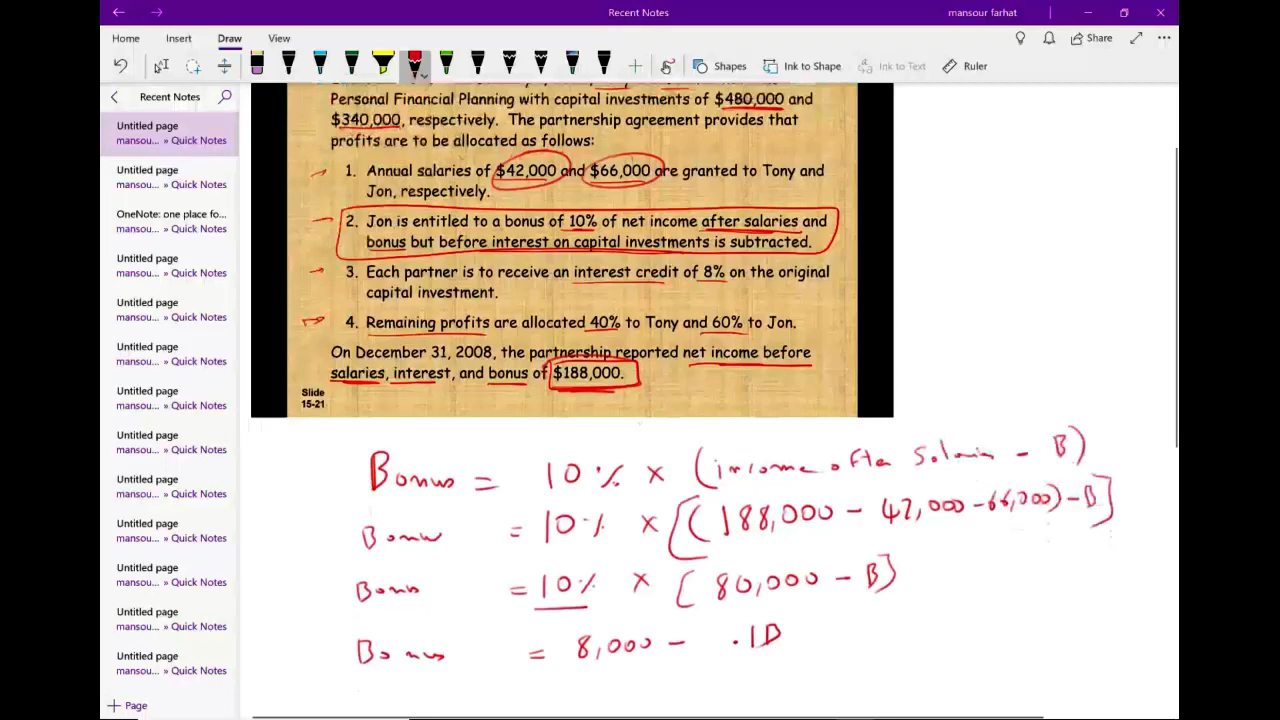 Recent Notes
mansour farhat
Home Insert Draw View
Share
Shapes Ink to Shape Ink to Text Ruler
Recent Notes
Untitled page
mansou... » Quick Notes
Untitled page
mansou... » Quick Notes
OneNote: one place fo...
mansou... » Quick Notes
Untitled page
mansou... » Quick Notes
Untitled page
mansou... » Quick Notes
Untitled page
mansou... » Quick Notes
Untitled page
mansou... » Quick Notes
Untitled page
mansou... » Quick Notes
Untitled page
mansou... » Quick Notes
Untitled page
mansou... » Quick Notes
Untitled page
mansou... » Quick Notes
Untitled page
mansou... » Quick Notes
Untitled page
mansou... » Quick Notes
Page
Personal Financial Planning with capital investments of $480,000 and
$340,000, respectively. The partnership agreement provides that
profits are to be allocated as follows:
1. Annual salaries of $42,000 and $66,000 are granted to Tony and
Jon, respectively.
2. Jon is entitled to a bonus of 10% of net income after salaries and
bonus but before interest on capital investments is subtracted.
3. Each partner is to receive an interest credit of 8% on the original
capital investment.
4. Remaining profits are allocated 40% to Tony and 60% to Jon.
On December 31, 2008, the partnership reported net income before
salaries, interest, and bonus of $188,000.
Slide
15-21
Bonus = 10% × (income after Salaries - B)
Bonus = 10% × [(188,000 - 42,000 - 66,000) - B]
Bonus = 10% × [80,000 - B]
Bonus = 8,000 - .1B